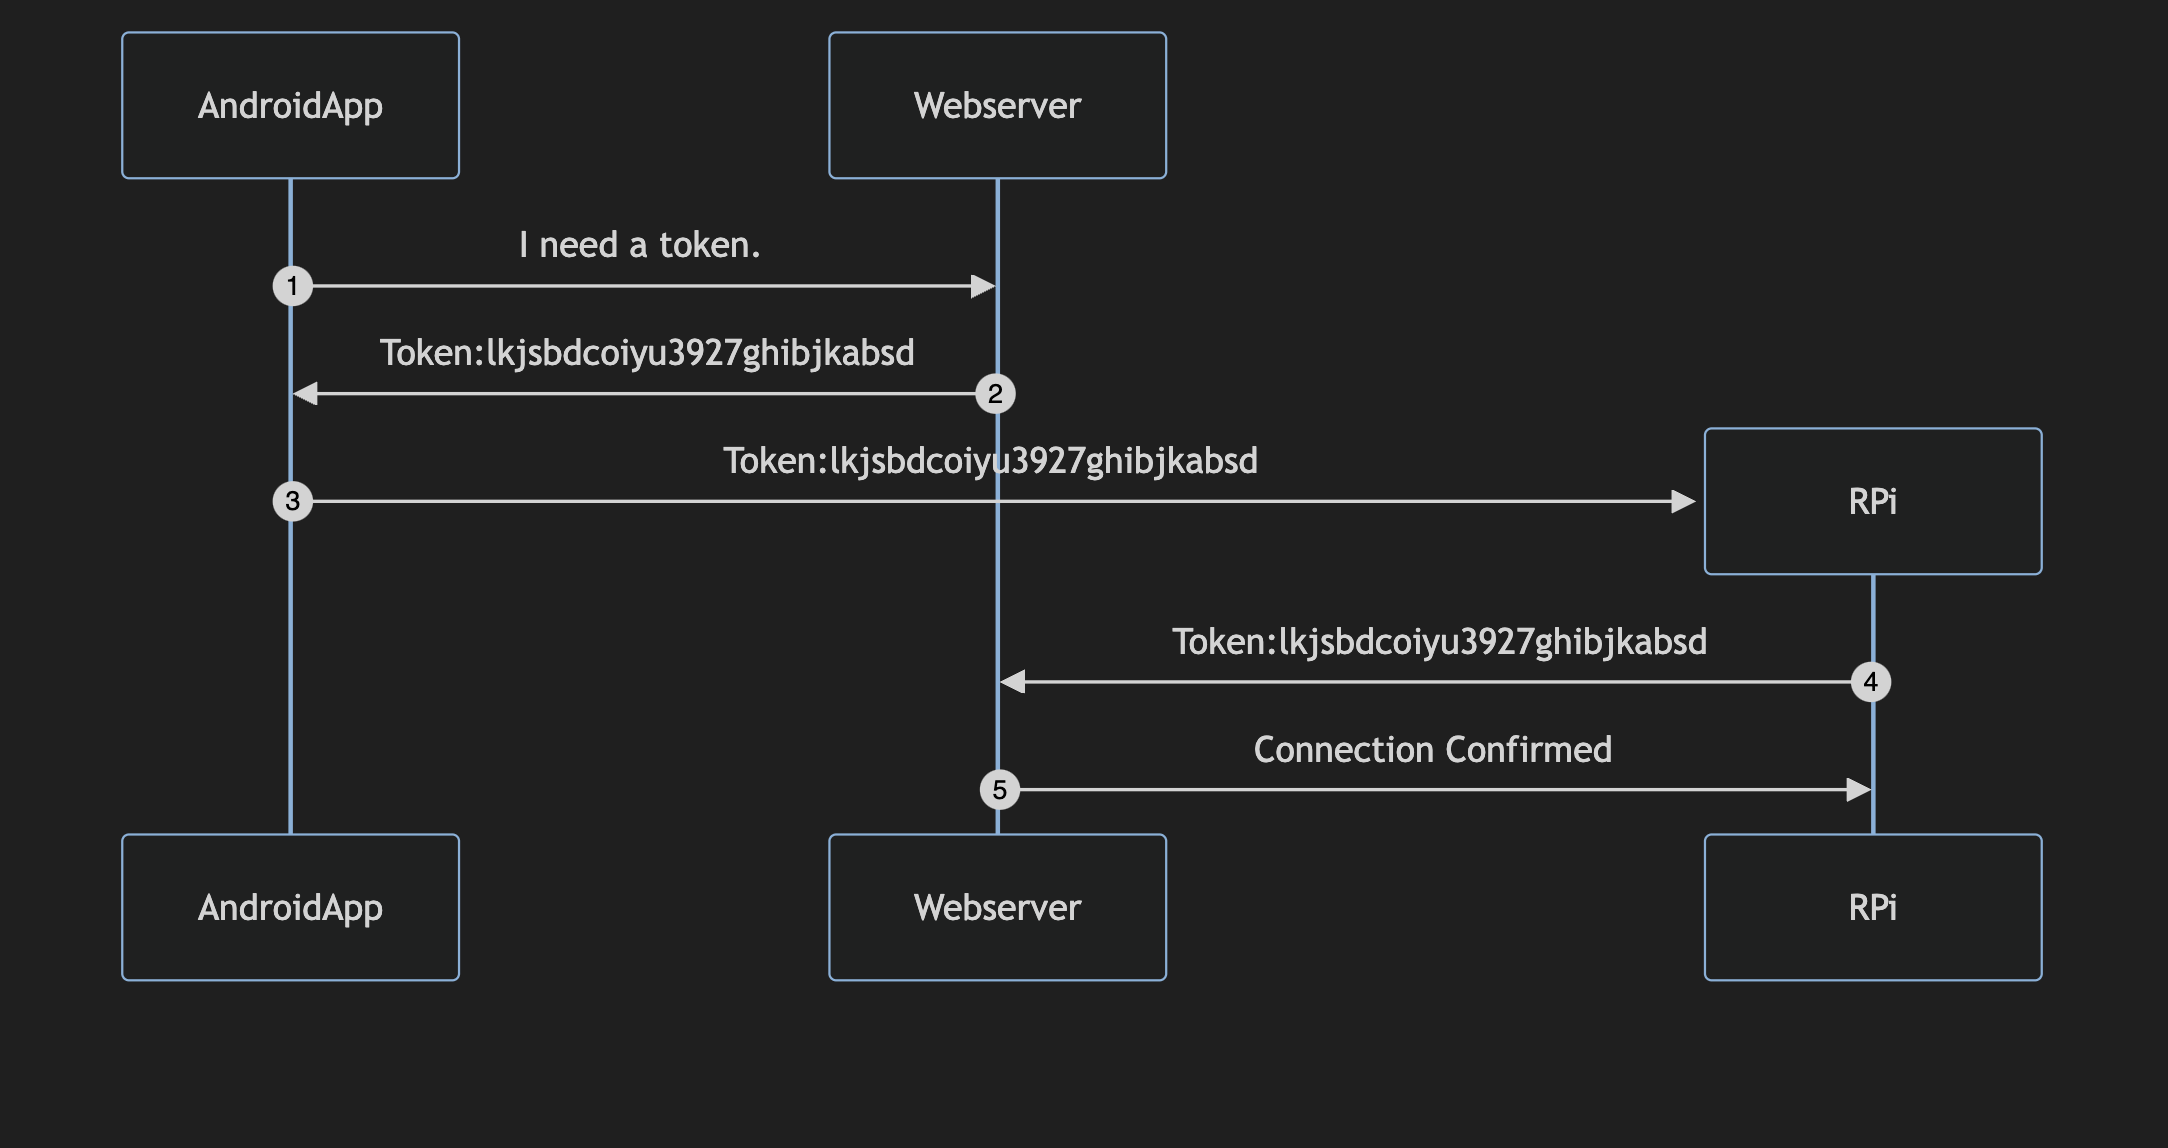 AndroidApp
Webserver
I need a token.
1
Token:lkjsbdcoiyu3927ghibjkabsd
2
Token:lkjsbdcoiyu3927ghibjkabsd
3
RPi
Token:lkjsbdcoiyu3927ghibjkabsd
4
Connection Confirmed
5
AndroidApp
Webserver
RPi